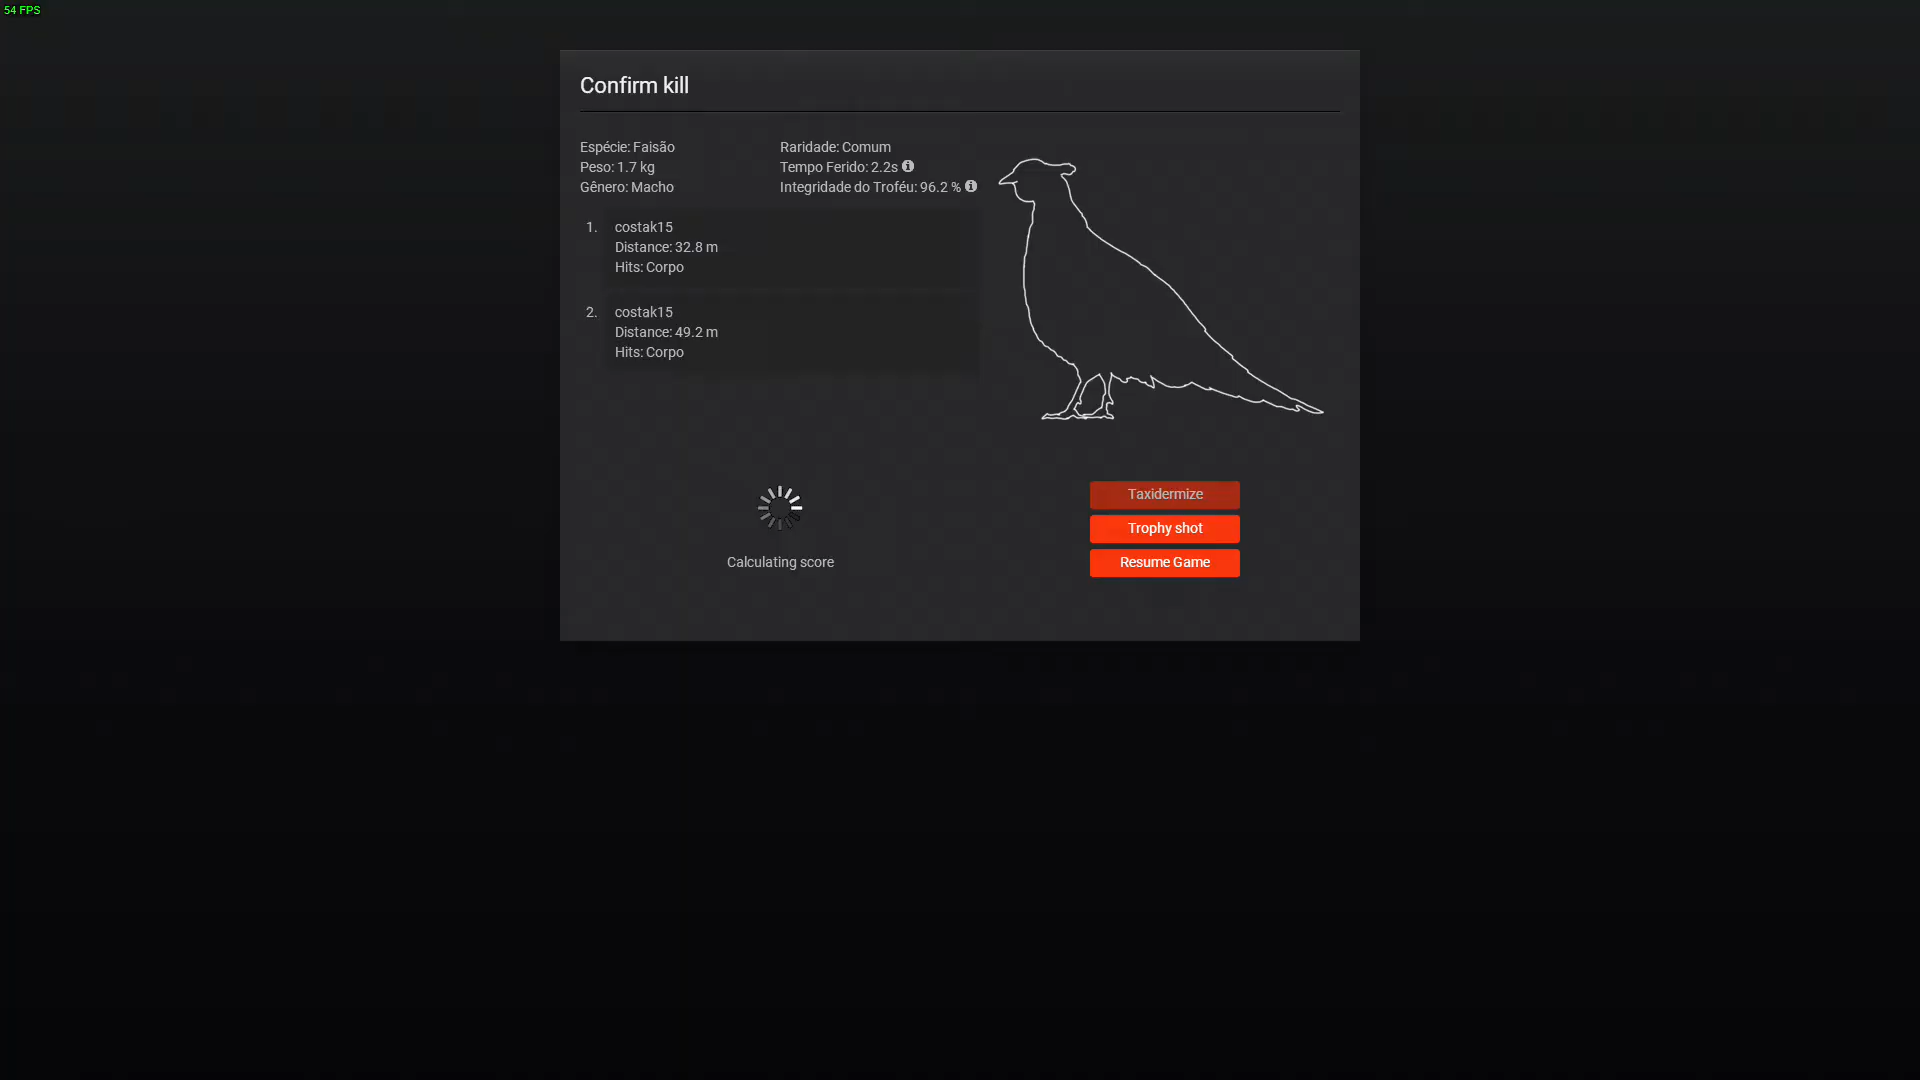 54 FPS
Confirm kill
Espécie: Faisão
Peso: 1.7 kg
Gênero: Macho
Raridade: Comum
Tempo Ferido: 2.2s
Integridade do Troféu: 96.2 %
1. costak15
Distance: 32.8 m
Hits: Corpo
2. costak15
Distance: 49.2 m
Hits: Corpo
Calculating score
Taxidermize
Trophy shot
Resume Game